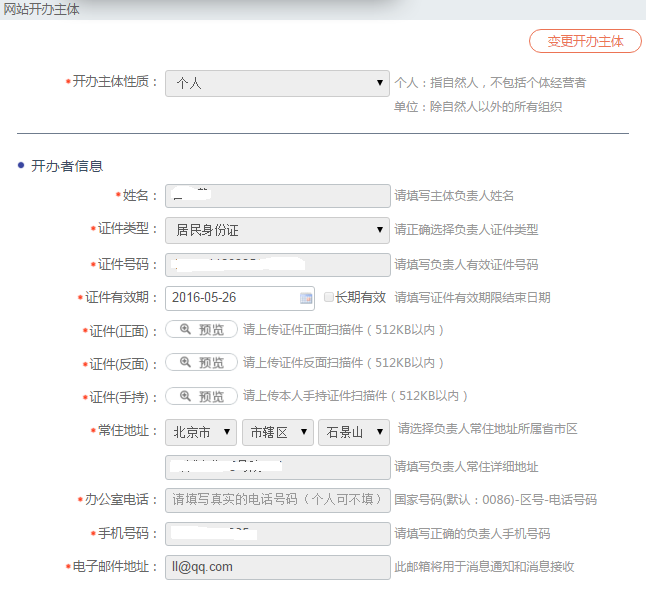 网站开办主体
变更开办主体
*开办主体性质： 个人 个人：指自然人，不包括个体经营者
单位：除自然人以外的所有组织
开办者信息
*姓名： 请填写主体负责人姓名
*证件类型： 居民身份证 请正确选择负责人证件类型
*证件号码： 请填写负责人有效证件号码
*证件有效期： 2016-05-26 长期有效 请填写证件有效期限结束日期
*证件(正面)： 预览 请上传证件正面扫描件（512KB以内）
*证件(反面)： 预览 请上传证件反面扫描件（512KB以内）
*证件(手持)： 预览 请上传本人手持证件扫描件（512KB以内）
*常住地址： 北京市 市辖区 石景山 请选择负责人常住地址所属省市区
请填写负责人常住详细地址
*办公室电话： 请填写真实的电话号码（个人可不填） 国家号码(默认：0086)-区号-电话号码
*手机号码： 请填写正确的负责人手机号码
*电子邮件地址： ll@qq.com 此邮箱将用于消息通知和消息接收